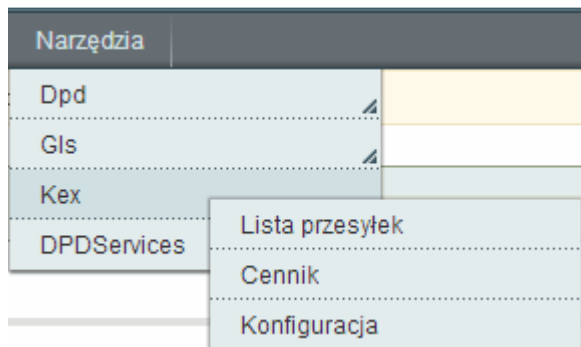 Narzędzia
Dpd
Gls
Kex
DPDServices
Lista przesyłek
Cennik
Konfiguracja